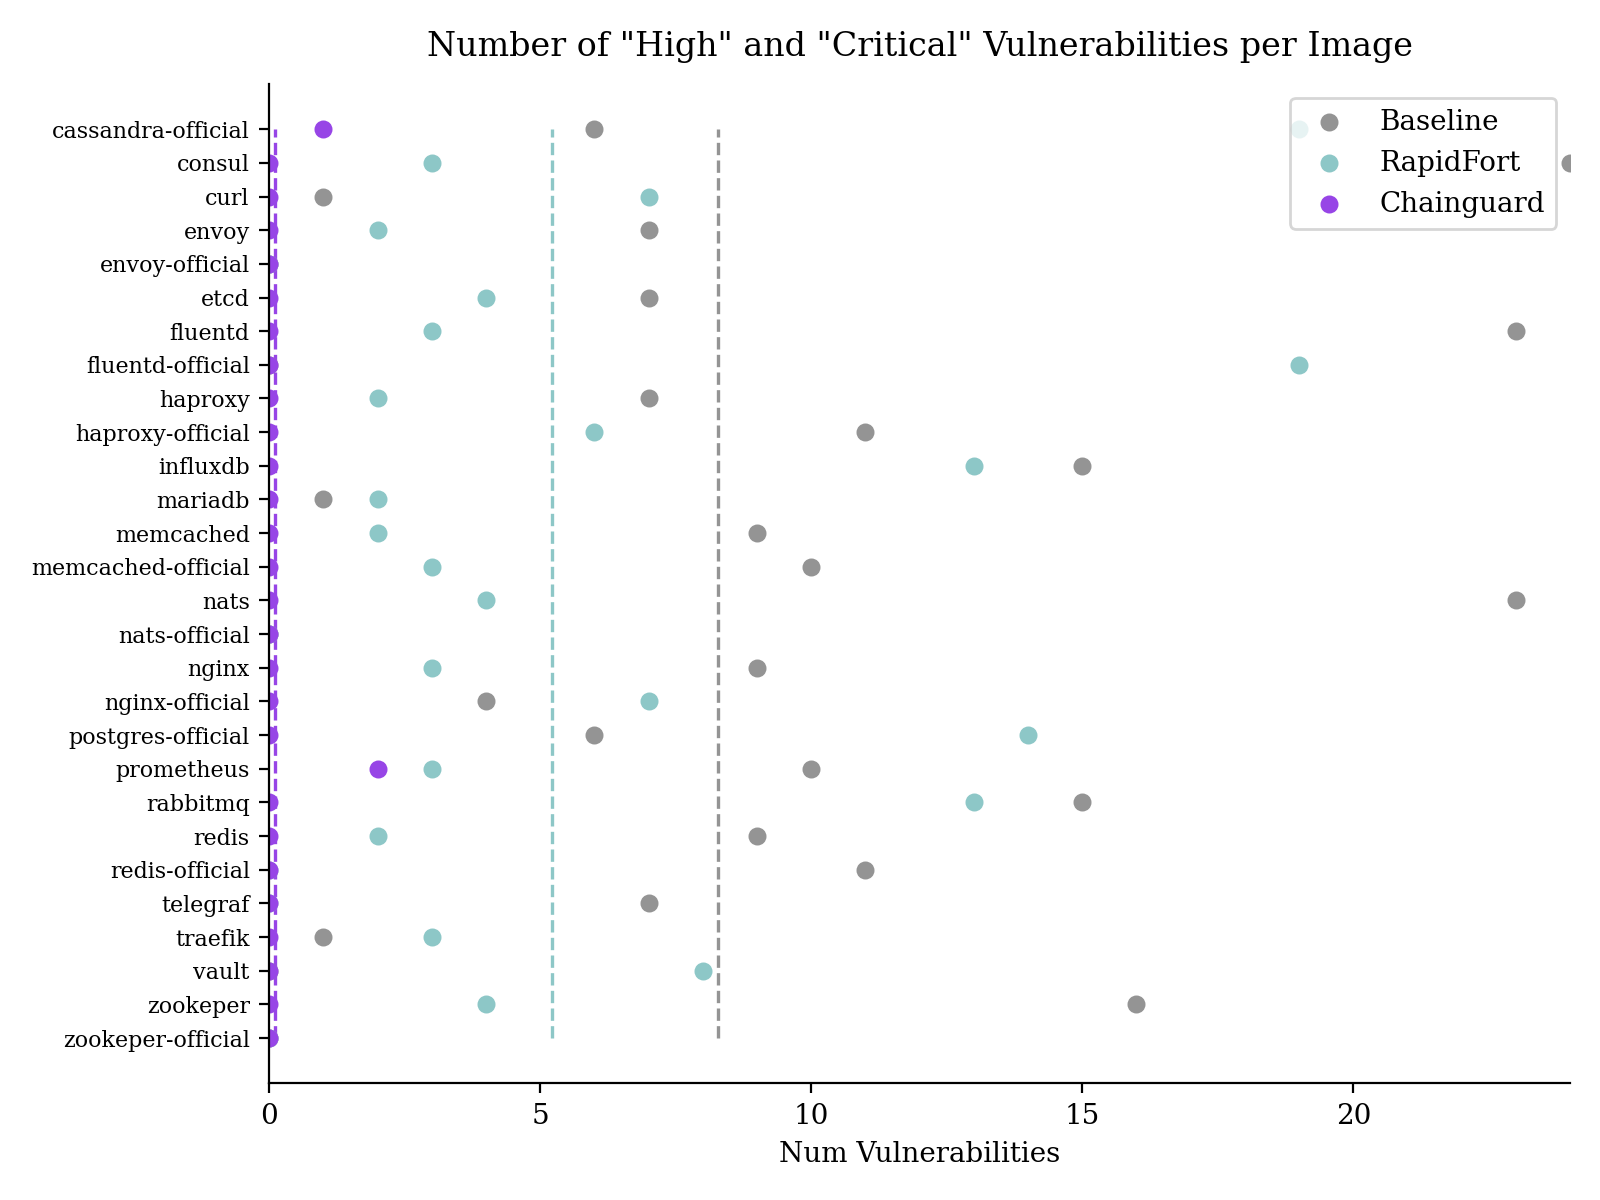 Number of "High" and "Critical" Vulnerabilities per Image
Baseline
RapidFort
Chainguard
cassandra-official
consul
curl
envoy
envoy-official
etcd
fluentd
fluentd-official
haproxy
haproxy-official
influxdb
mariadb
memcached
memcached-official
nats
nats-official
nginx
nginx-official
postgres-official
prometheus
rabbitmq
redis
redis-official
telegraf
traefik
vault
zookeper
zookeper-official
0 5 10 15 20
Num Vulnerabilities